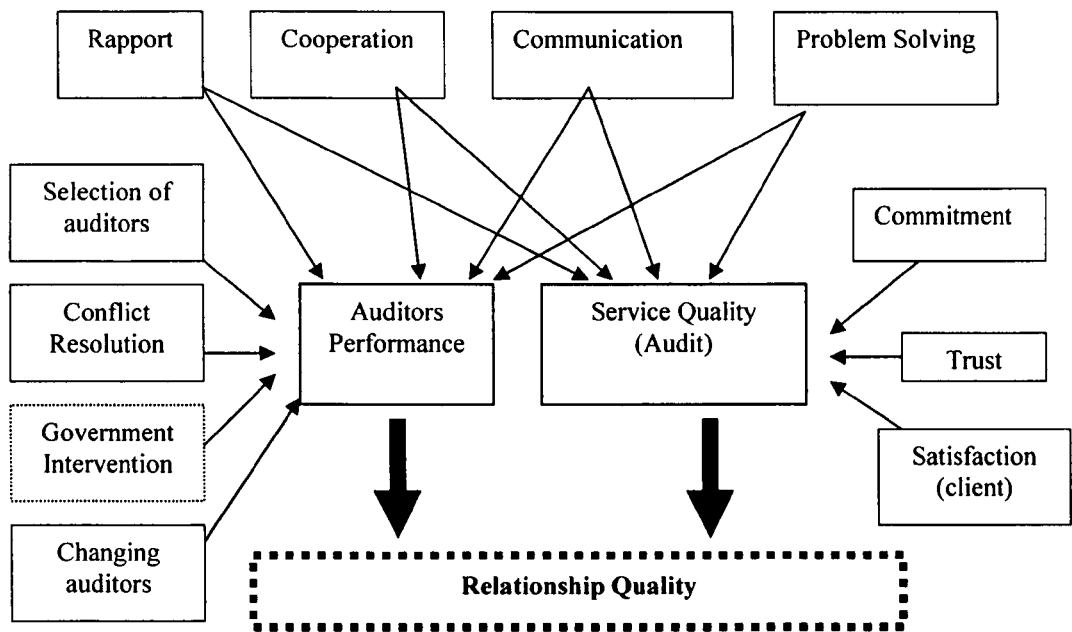 Rapport
Cooperation
Communication
Problem Solving
Selection of
auditors
Commitment
Conflict
Resolution
Auditors
Performance
Service Quality
(Audit)
Trust
Government
Intervention
Satisfaction
(client)
Changing
auditors
Relationship Quality